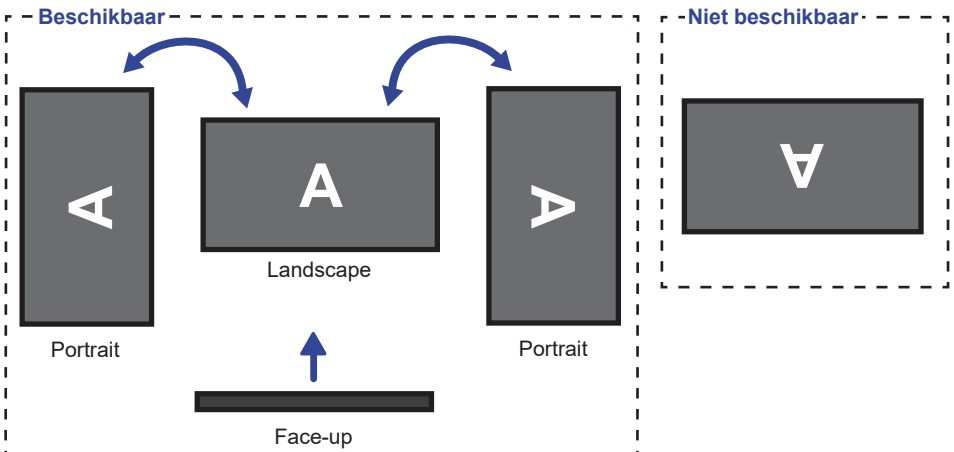 Beschikbaar
Niet beschikbaar
A
A
A
A
Landscape
Portrait
Portrait
Face-up